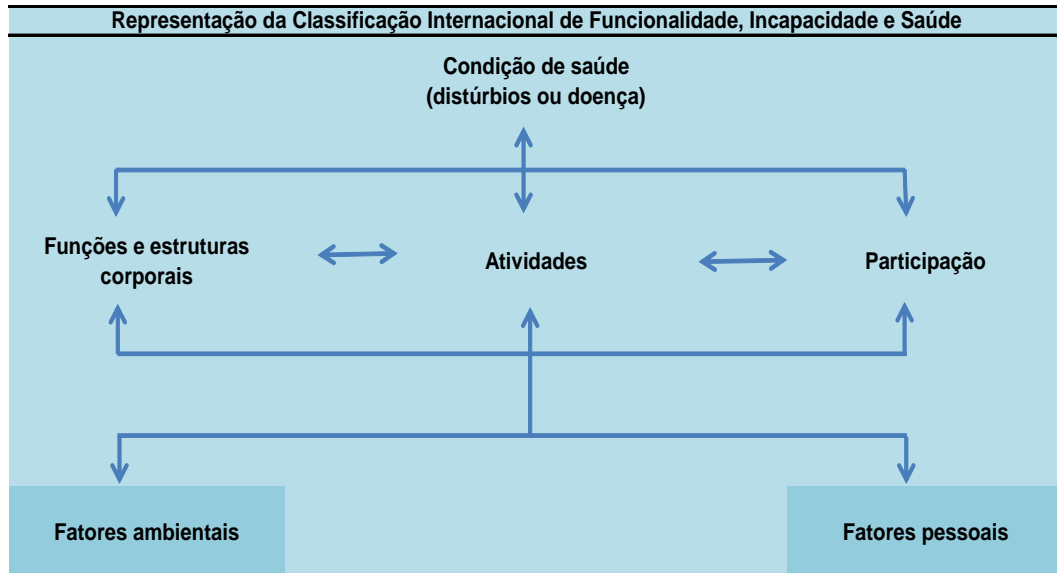 Representação da Classificação Internacional de Funcionalidade, Incapacidade e Saúde
Condição de saúde
(distúrbios ou doença)
Funções e estruturas
corporais
Atividades
Participação
Fatores ambientais
Fatores pessoais